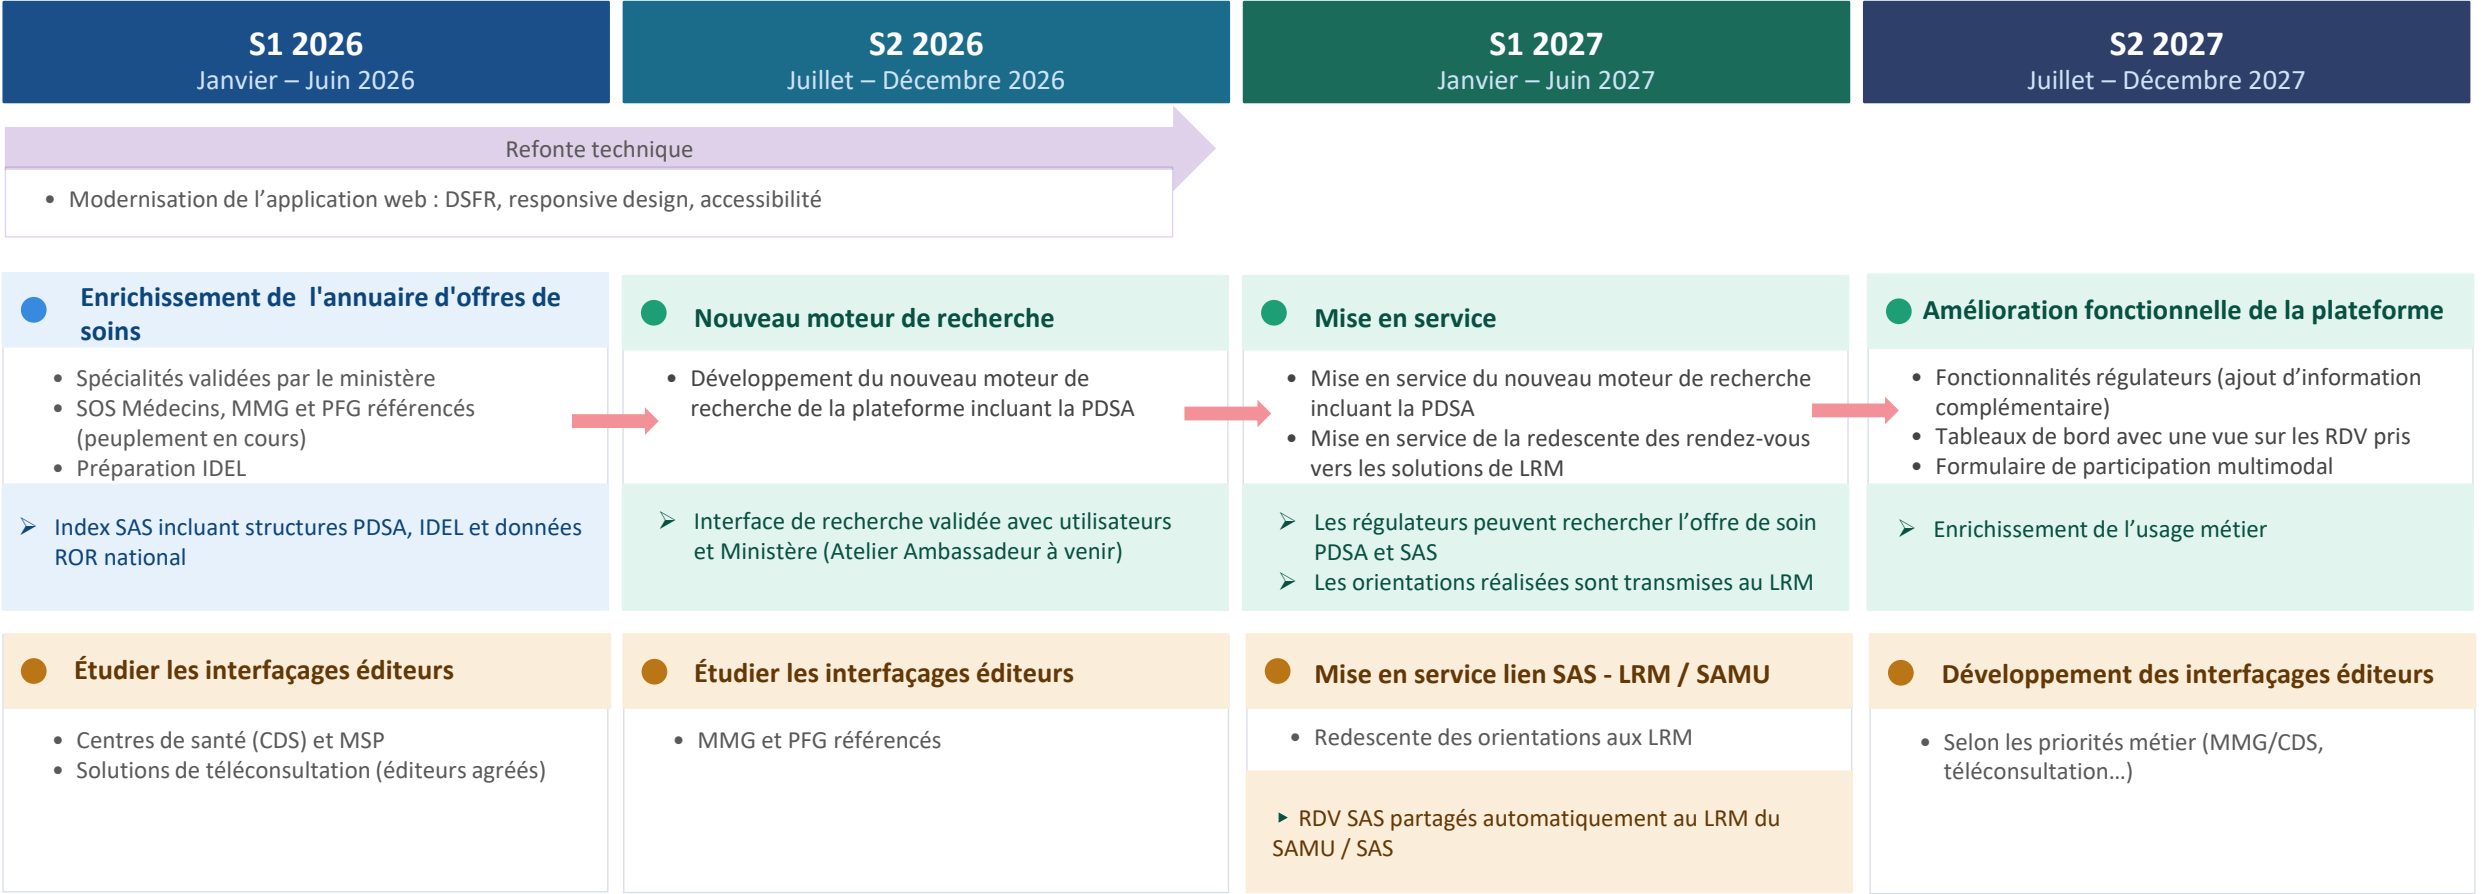 S1 2026
Janvier – Juin 2026
S2 2026
Juillet – Décembre 2026
S1 2027
Janvier – Juin 2027
S2 2027
Juillet – Décembre 2027
Refonte technique
• Modernisation de l’application web : DSFR, responsive design, accessibilité
Enrichissement de l'annuaire d'offres de
soins
• Spécialités validées par le ministère
• SOS Médecins, MMG et PFG référencés
(peuplement en cours)
• Préparation IDEL
➢ Index SAS incluant structures PDSA, IDEL et données
ROR national
Nouveau moteur de recherche
• Développement du nouveau moteur de
recherche de la plateforme incluant la PDSA
➢ Interface de recherche validée avec utilisateurs
et Ministère (Atelier Ambassadeur à venir)
Mise en service
• Mise en service du nouveau moteur de recherche
incluant la PDSA
• Mise en service de la redescente des rendez-vous
vers les solutions de LRM
➢ Les régulateurs peuvent rechercher l’offre de soin
PDSA et SAS
➢ Les orientations réalisées sont transmises au LRM
Amélioration fonctionnelle de la plateforme
• Fonctionnalités régulateurs (ajout d’information
complémentaire)
• Tableaux de bord avec une vue sur les RDV pris
• Formulaire de participation multimodal
➢ Enrichissement de l’usage métier
Étudier les interfaçages éditeurs
• Centres de santé (CDS) et MSP
• Solutions de téléconsultation (éditeurs agréés)
Étudier les interfaçages éditeurs
• MMG et PFG référencés
Mise en service lien SAS - LRM / SAMU
• Redescente des orientations aux LRM
▶ RDV SAS partagés automatiquement au LRM du
SAMU / SAS
Développement des interfaçages éditeurs
• Selon les priorités métier (MMG/CDS,
téléconsultation…)